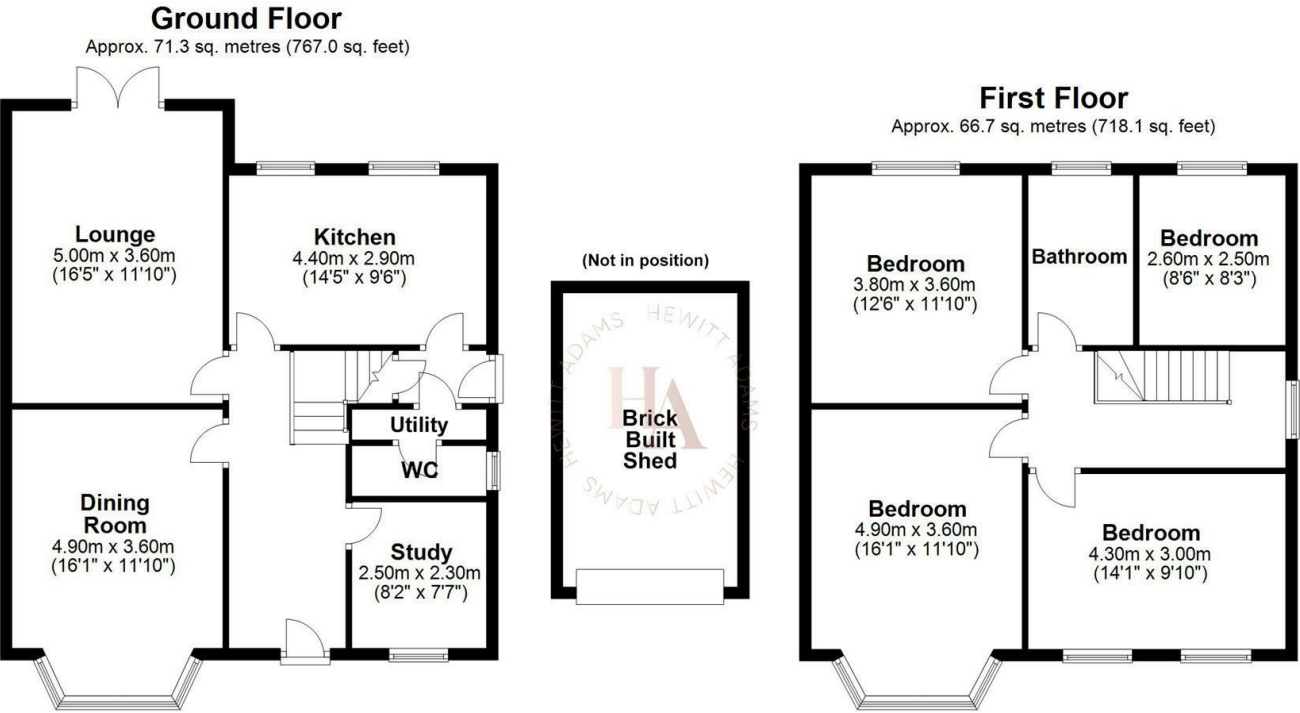 Ground Floor
Approx. 71.3 sq. metres (767.0 sq. feet)
Lounge
5.00m x 3.60m
(16'5" x 11'10")
Kitchen
4.40m x 2.90m
(14'5" x 9'6")
Utility
WC
Dining
Room
4.90m x 3.60m
(16'1" x 11'10")
Study
2.50m x 2.30m
(8'2" x 7'7")
(Not in position)
HEWITT ADAMS HEWITT ADAMS HEWITT ADAMS
HA
Brick
Built
Shed
First Floor
Approx. 66.7 sq. metres (718.1 sq. feet)
Bedroom
3.80m x 3.60m
(12'6" x 11'10")
Bathroom
Bedroom
2.60m x 2.50m
(8'6" x 8'3")
Bedroom
4.90m x 3.60m
(16'1" x 11'10")
Bedroom
4.30m x 3.00m
(14'1" x 9'10")